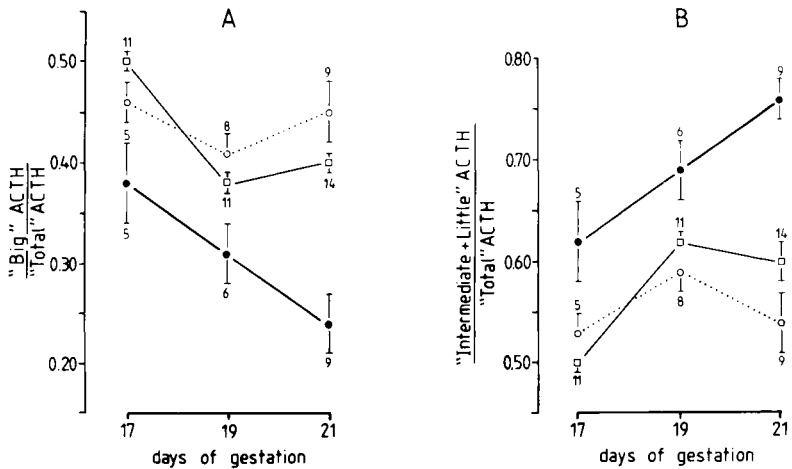 A
0.50
0.40
0.30
0.20
"Big" ACTH
"Total" ACTH
11
5
5
8
11
6
9
14
9
17 19 21
days of gestation
B
0.80
0.70
0.60
0.50
"Intermediate + Little" ACTH
"Total" ACTH
5
5
11
6
11
8
9
14
9
17 19 21
days of gestation